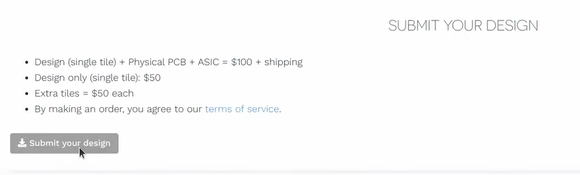 SUBMIT YOUR DESIGN
Design (single tile) + Physical PCB + ASIC = $100 + shipping
Design only (single tile): $50
Extra tiles = $50 each
By making an order, you agree to our terms of service.
Submit your design